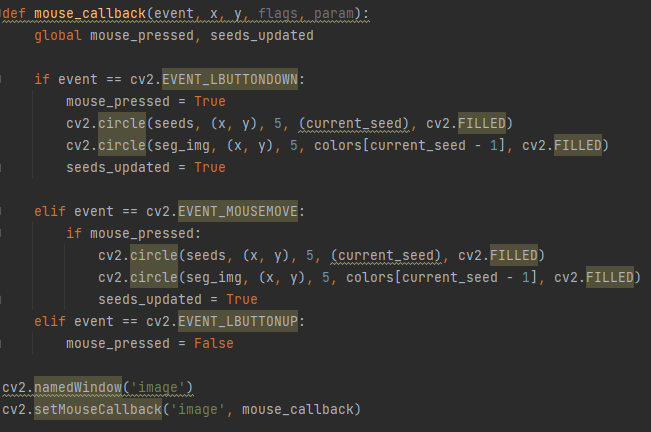 def mouse_callback(event, x, y, flags, param):
    global mouse_pressed, seeds_updated
    if event == cv2.EVENT_LBUTTONDOWN:
        mouse_pressed = True
        cv2.circle(seeds, (x, y), 5, (current_seed), cv2.FILLED)
        cv2.circle(seg_img, (x, y), 5, colors[current_seed - 1], cv2.FILLED)
        seeds_updated = True
    elif event == cv2.EVENT_MOUSEMOVE:
        if mouse_pressed:
            cv2.circle(seeds, (x, y), 5, (current_seed), cv2.FILLED)
            cv2.circle(seg_img, (x, y), 5, colors[current_seed - 1], cv2.FILLED)
            seeds_updated = True
    elif event == cv2.EVENT_LBUTTONUP:
        mouse_pressed = False
cv2.namedWindow('image')
cv2.setMouseCallback('image', mouse_callback)